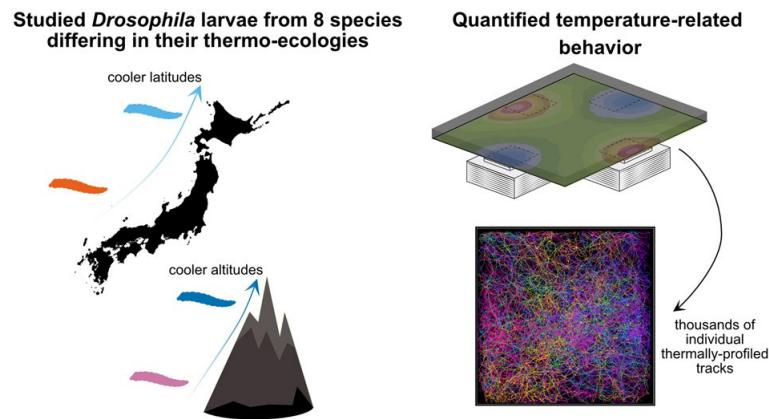 Studied Drosophila larvae from 8 species
differing in their thermo-ecologies
cooler latitudes
cooler altitudes
Quantified temperature-related
behavior
thousands of
individual
thermally-profiled
tracks